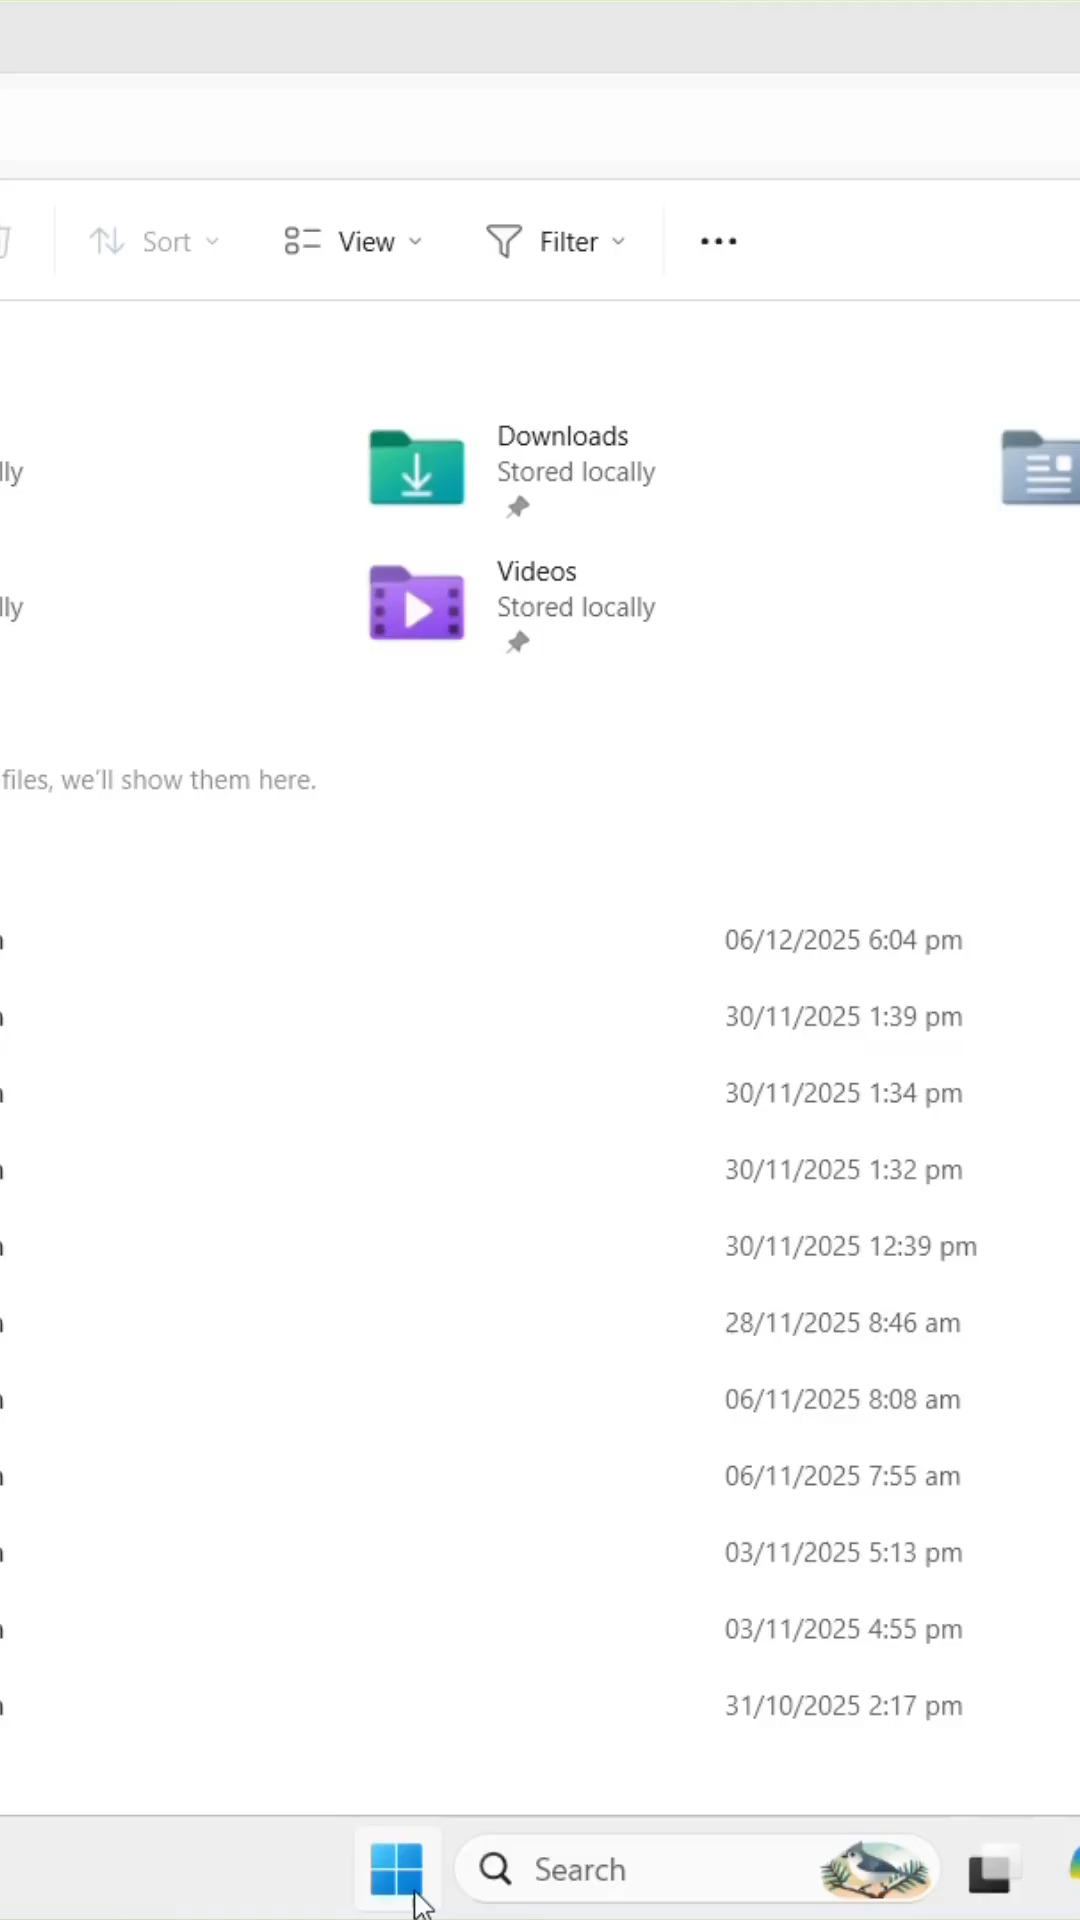 Sort View Filter
Downloads
Stored locally
lly
Videos
Stored locally
lly
files, we'll show them here.
06/12/2025 6:04 pm
30/11/2025 1:39 pm
30/11/2025 1:34 pm
30/11/2025 1:32 pm
30/11/2025 12:39 pm
28/11/2025 8:46 am
06/11/2025 8:08 am
06/11/2025 7:55 am
03/11/2025 5:13 pm
03/11/2025 4:55 pm
31/10/2025 2:17 pm
Search